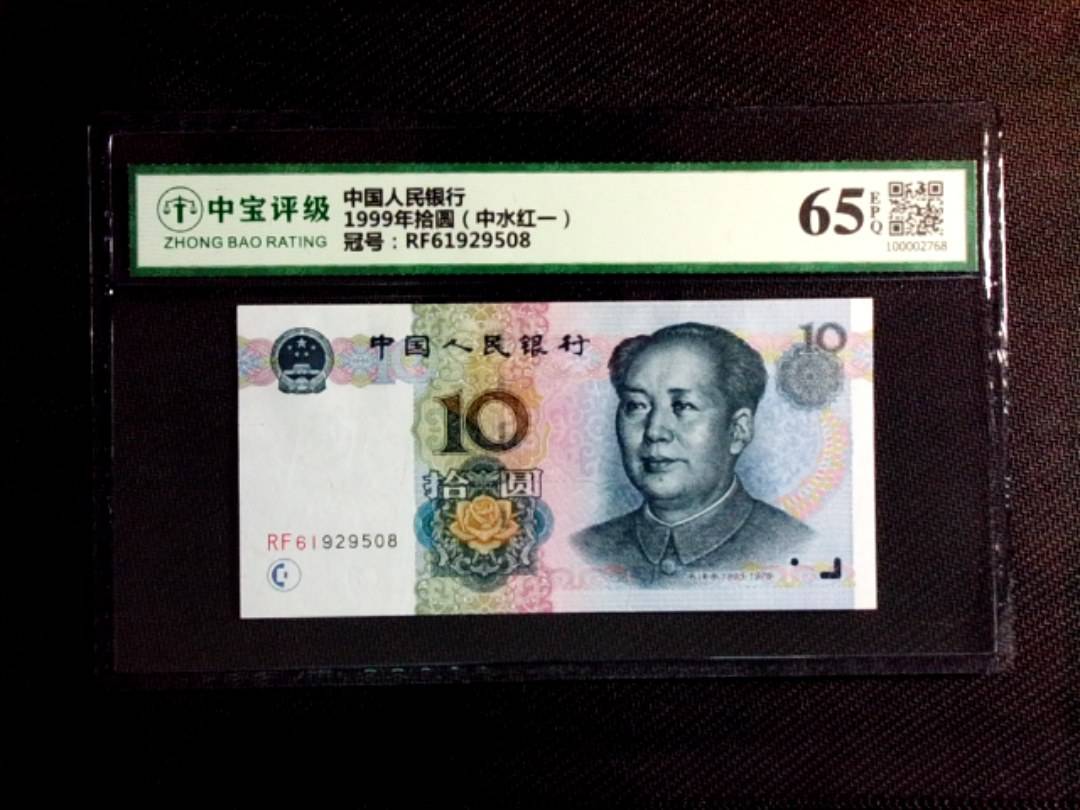 中宝评级
ZHONG BAO RATING
中国人民银行
1999年拾圆（中水红一）
冠号：RF61929508
65
EPQ
100002768
中国人民银行
10
10
拾圆
RF61929508